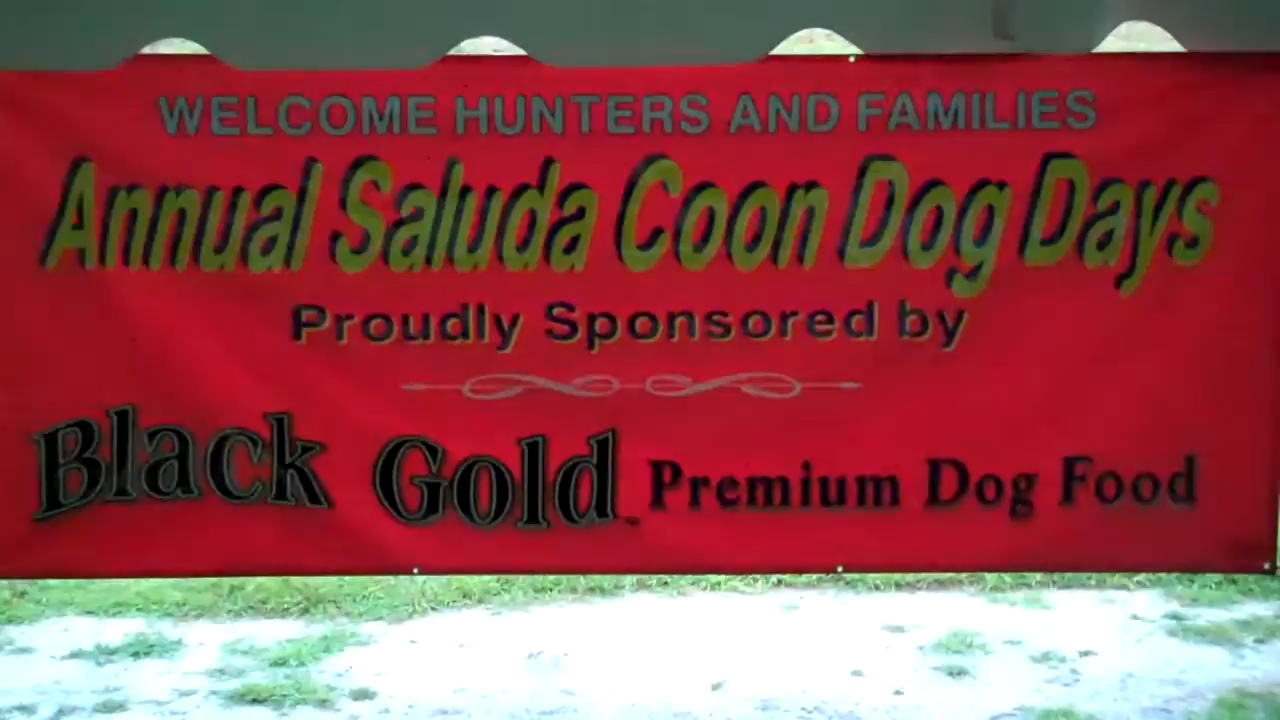 WELCOME HUNTERS AND FAMILIES
Annual Saluda Coon Dog Days
Proudly Sponsored by
Black Gold Premium Dog Food